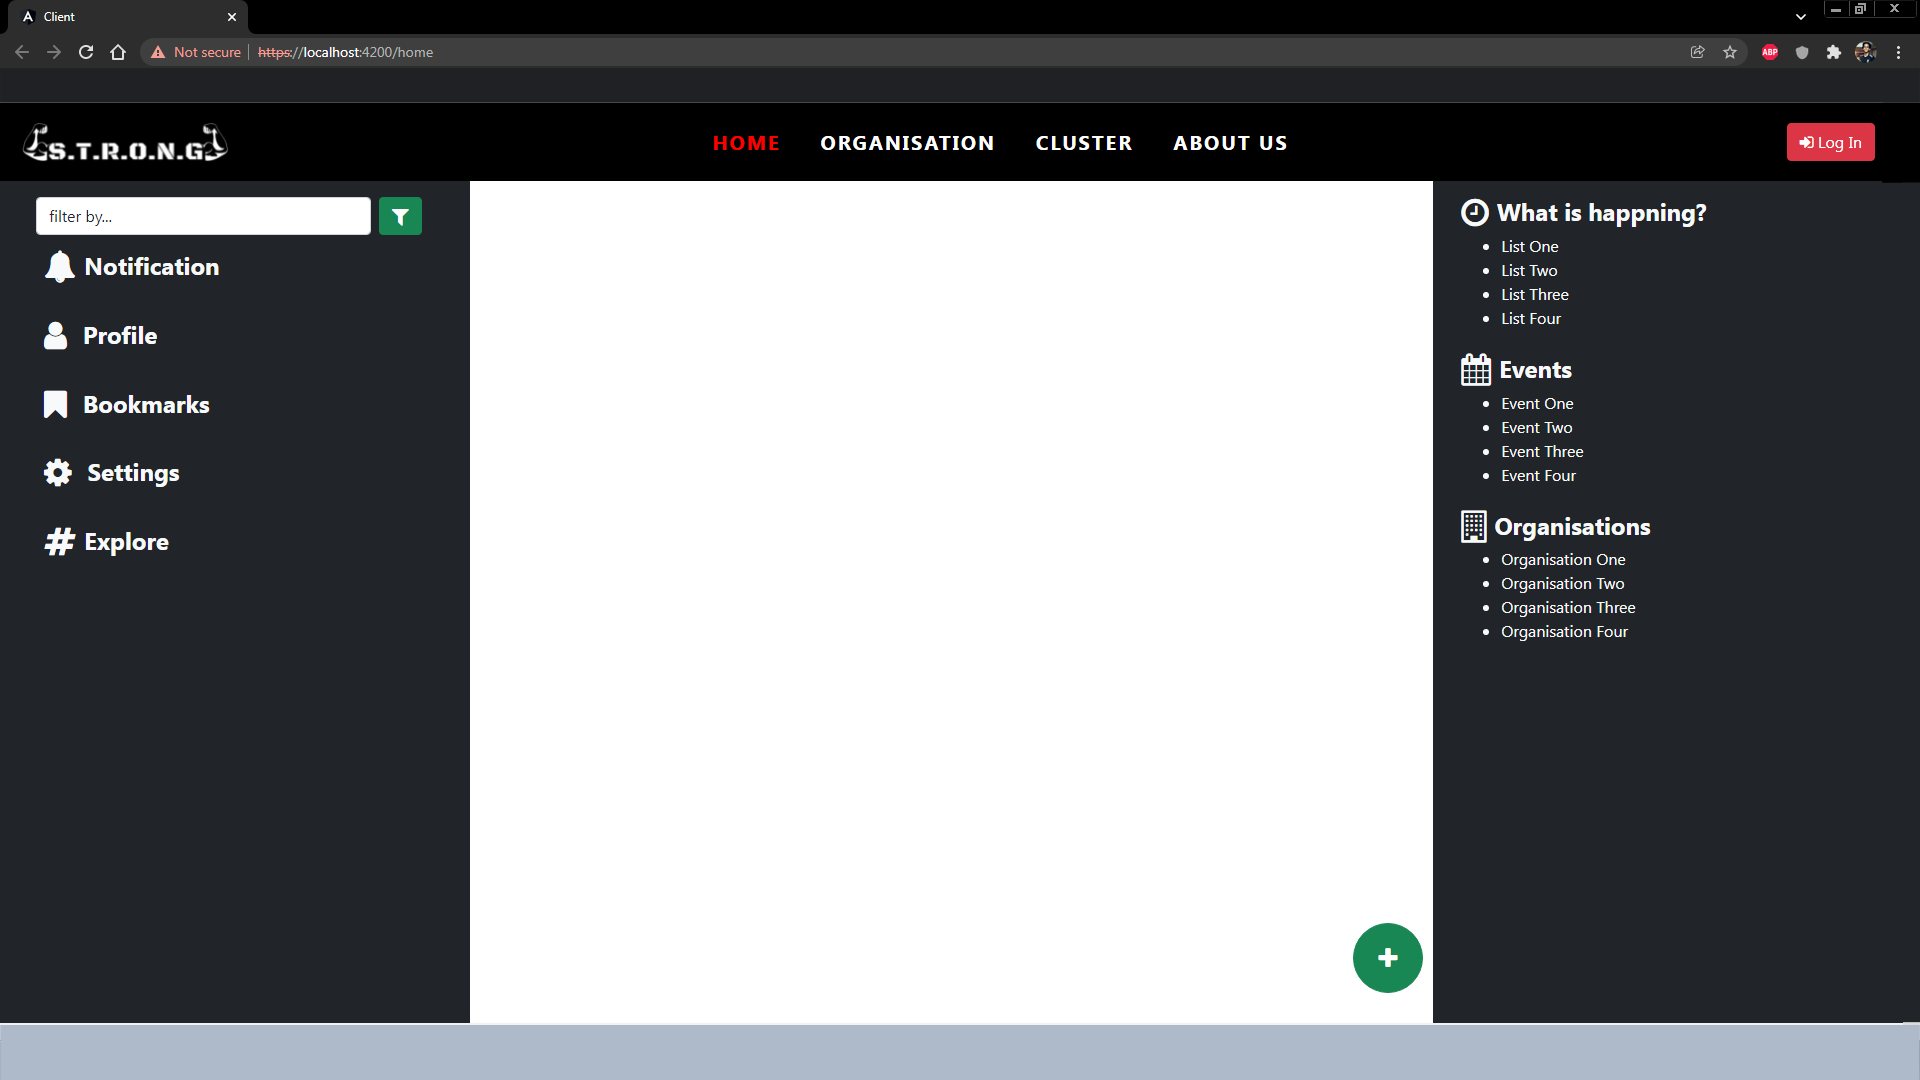 Client
Not secure https://localhost:4200/home
ABP
S.T.R.O.N.G
HOME ORGANISATION CLUSTER ABOUT US
Log In
filter by...
Notification
Profile
Bookmarks
Settings
Explore
What is happning?
List One
List Two
List Three
List Four
Events
Event One
Event Two
Event Three
Event Four
Organisations
Organisation One
Organisation Two
Organisation Three
Organisation Four